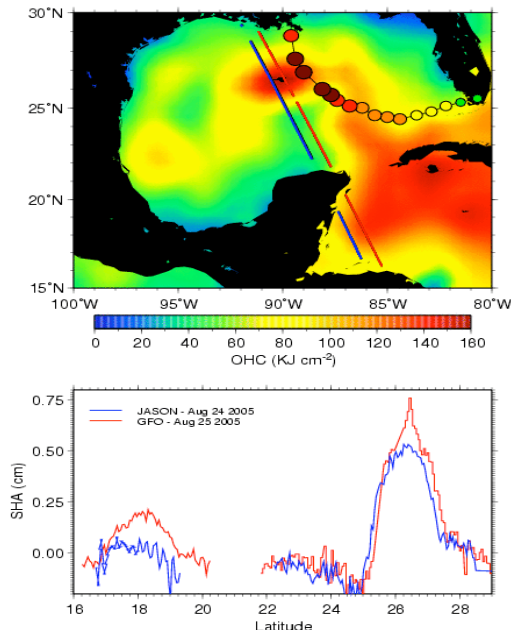 30°N
25°N
20°N
15°N
100°W 95°W 90°W 85°W 80°W
0 20 40 60 80 100 120 140 160
OHC (KJ cm-2)
0.75
JASON - Aug 24 2005
GFO - Aug 25 2005
0.50
SHA (cm)
0.25
0.00
16 18 20 22 24 26 28
Latitude